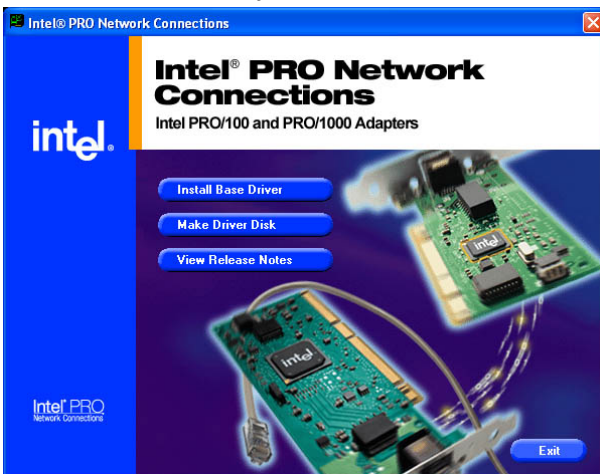 Intel® PRO Network Connections
Intel® PRO Network
Connections
Intel PRO/100 and PRO/1000 Adapters
intel®
Install Base Driver
Make Driver Disk
View Release Notes
intel
intel
Intel® PRO
Network Connections
Exit